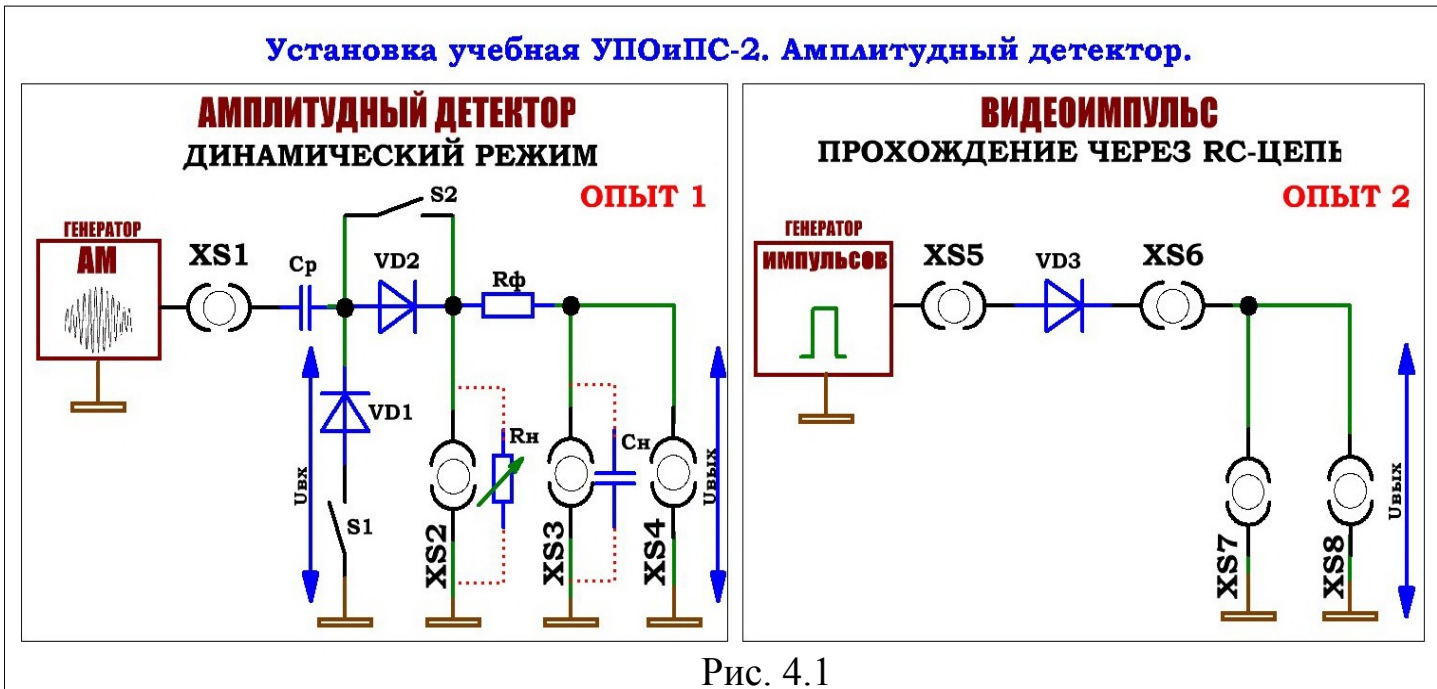 Установка учебная УПОиПС-2. Амплитудный детектор.
АМПЛИТУДНЫЙ ДЕТЕКТОР
ДИНАМИЧЕСКИЙ РЕЖИМ
ОПЫТ 1
S2
ГЕНЕРАТОР
АМ
XS1
Ср
VD2
Rф
VD1
Uвх
S1
XS2
Rн
XS3
Сн
XS4
Uвых
ВИДЕОИМПУЛЬС
ПРОХОЖДЕНИЕ ЧЕРЕЗ RC-ЦЕПЬ
ОПЫТ 2
ГЕНЕРАТОР
ИМПУЛЬСОВ
XS5
VD3
XS6
XS7
XS8
Uвых
Рис. 4.1